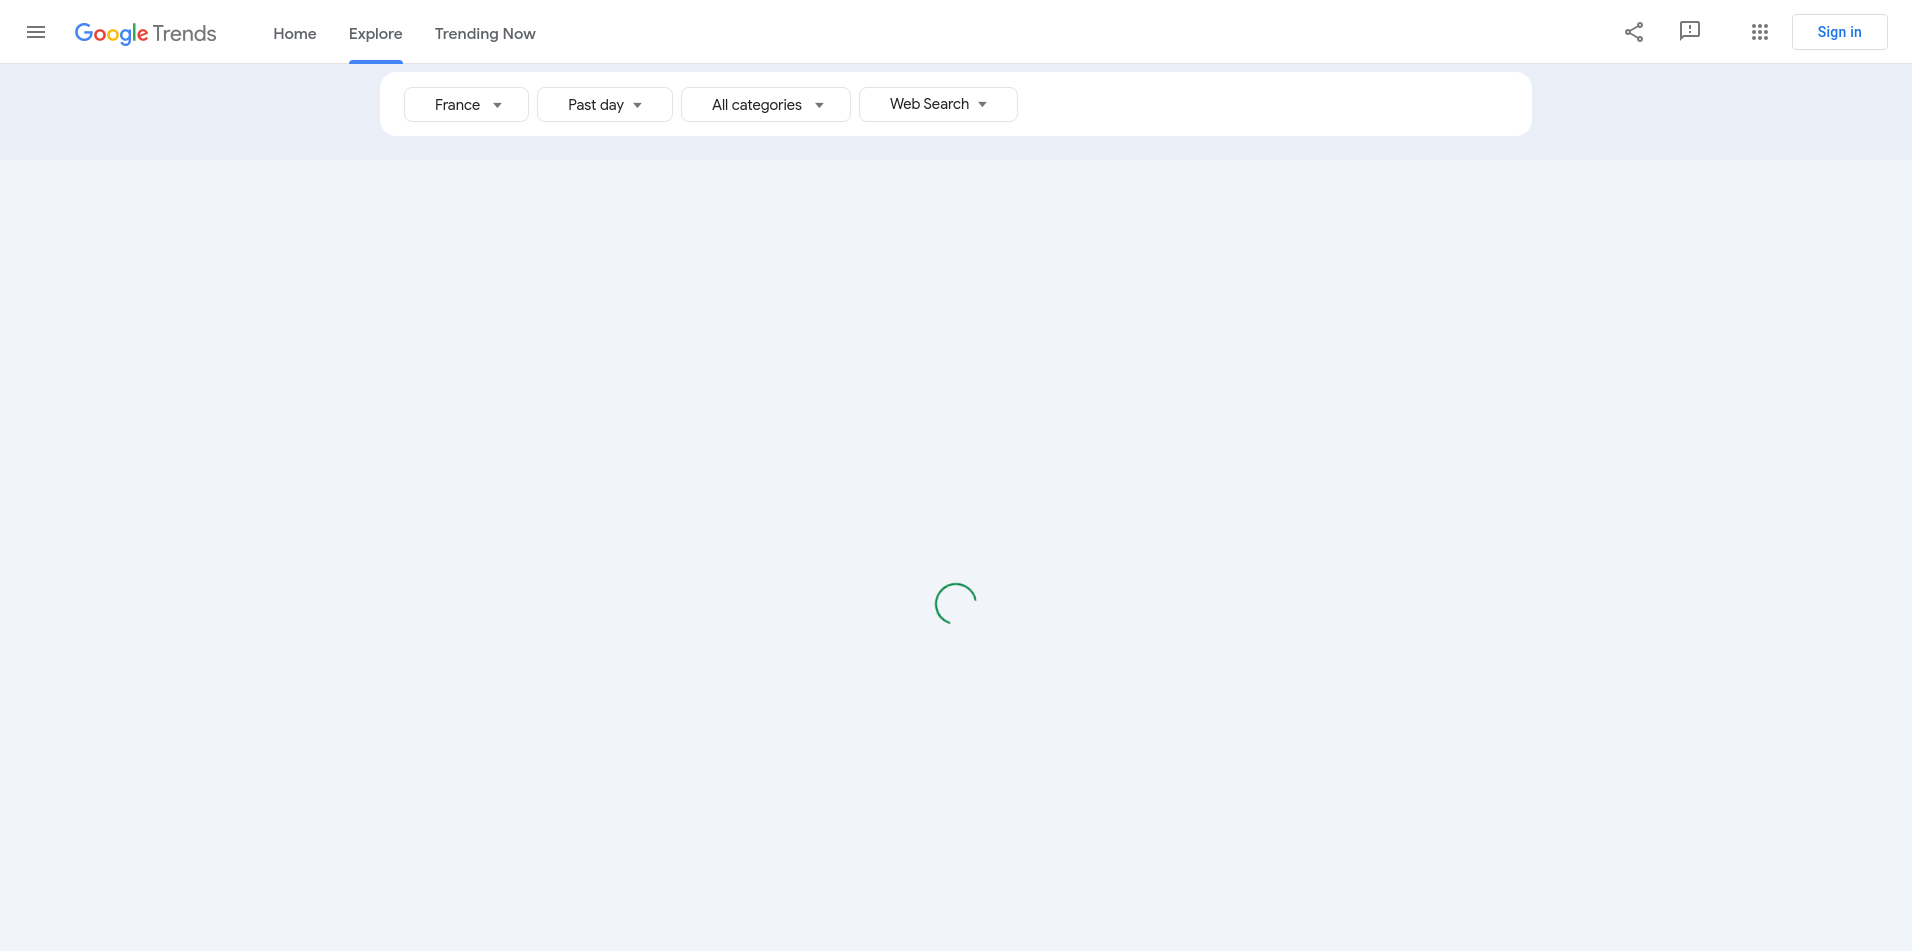 Google Trends
Home
Explore
Trending Now
Sign in
France
Past day
All categories
Web Search